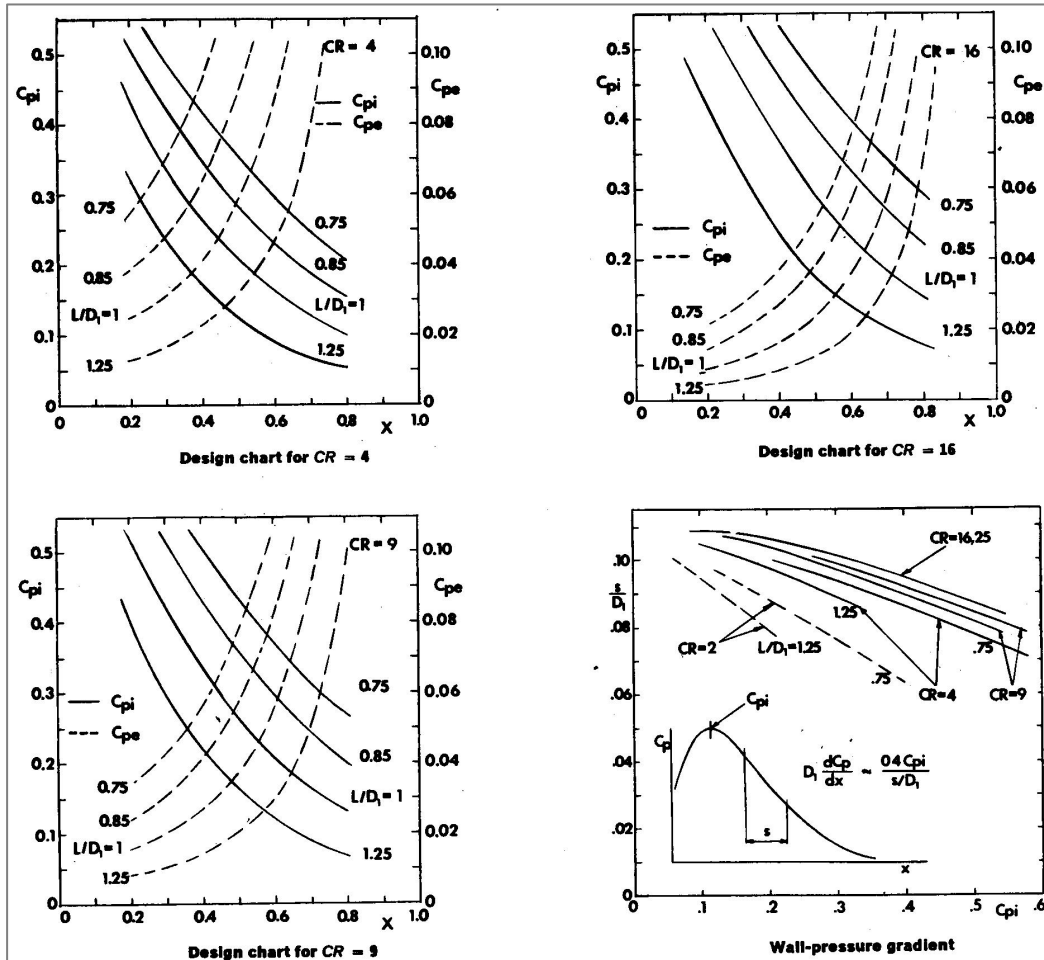 0.5
Cpi
0.4
0.3
0.2
0.1
0
CR = 4
Cpi
Cpe
0.75
0.85
L/D1=1
1.25
0.75
0.85
L/D1=1
1.25
0.10
Cpe
0.08
0.06
0.04
0.02
0
0 0.2 0.4 0.6 0.8 1.0
X
Design chart for CR = 4
0.5
Cpi
0.4
0.3
0.2
0.1
0
CR = 16
Cpi
Cpe
0.75
0.85
L/D1=1
1.25
0.75
0.85
L/D1=1
1.25
0.10
Cpe
0.08
0.06
0.04
0.02
0
0 0.2 0.4 0.6 0.8 1.0
X
Design chart for CR = 16
0.5
Cpi
0.4
0.3
0.2
0.1
0
CR = 9
Cpi
Cpe
0.75
0.85
L/D1=1
1.25
0.75
0.85
L/D1=1
1.25
0.10
Cpe
0.08
0.06
0.04
0.02
0.00
0 0.2 0.4 0.6 0.8 1.0
X
Design chart for CR = 9
.10
s/D1
.08
.06
.04
.02
0
CR=16,25
1.25
CR=2
L/D1=1.25
.75
.75
CR=4
CR=9
Cpi
Cp
D1 dCp/dx ~ 04 Cpi / s/D1
s
x
0 .1 .2 .3 .4 .5 .6
Cpi
Wall-pressure gradient